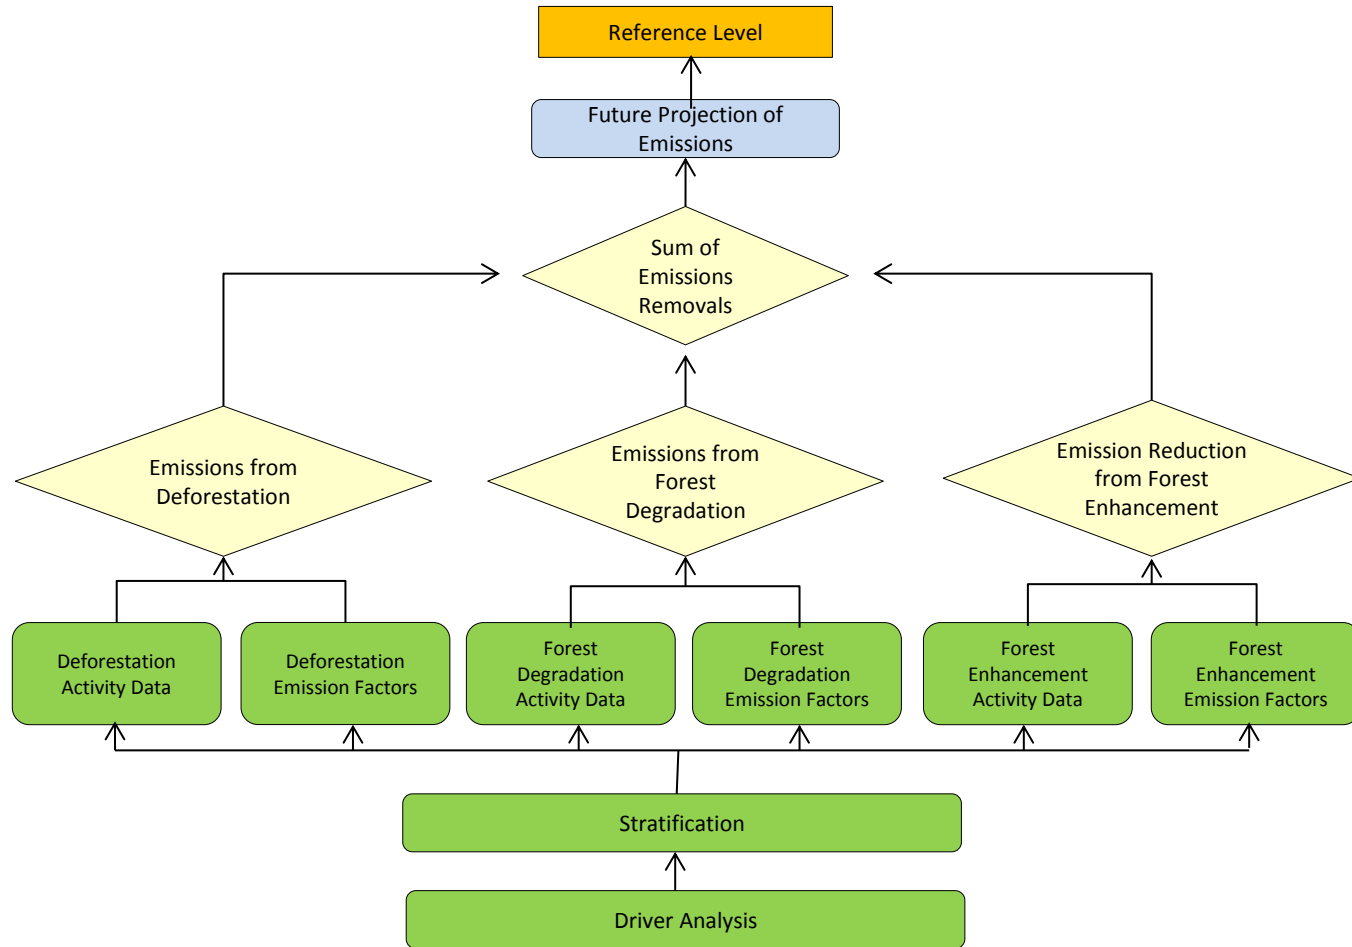 Reference Level
Future Projection of
Emissions
Sum of
Emissions
Removals
Emissions from
Deforestation
Emissions from
Forest
Degradation
Emission Reduction
from Forest
Enhancement
Deforestation
Activity Data
Deforestation
Emission Factors
Forest
Degradation
Activity Data
Forest
Degradation
Emission Factors
Forest
Enhancement
Activity Data
Forest
Enhancement
Emission Factors
Stratification
Driver Analysis